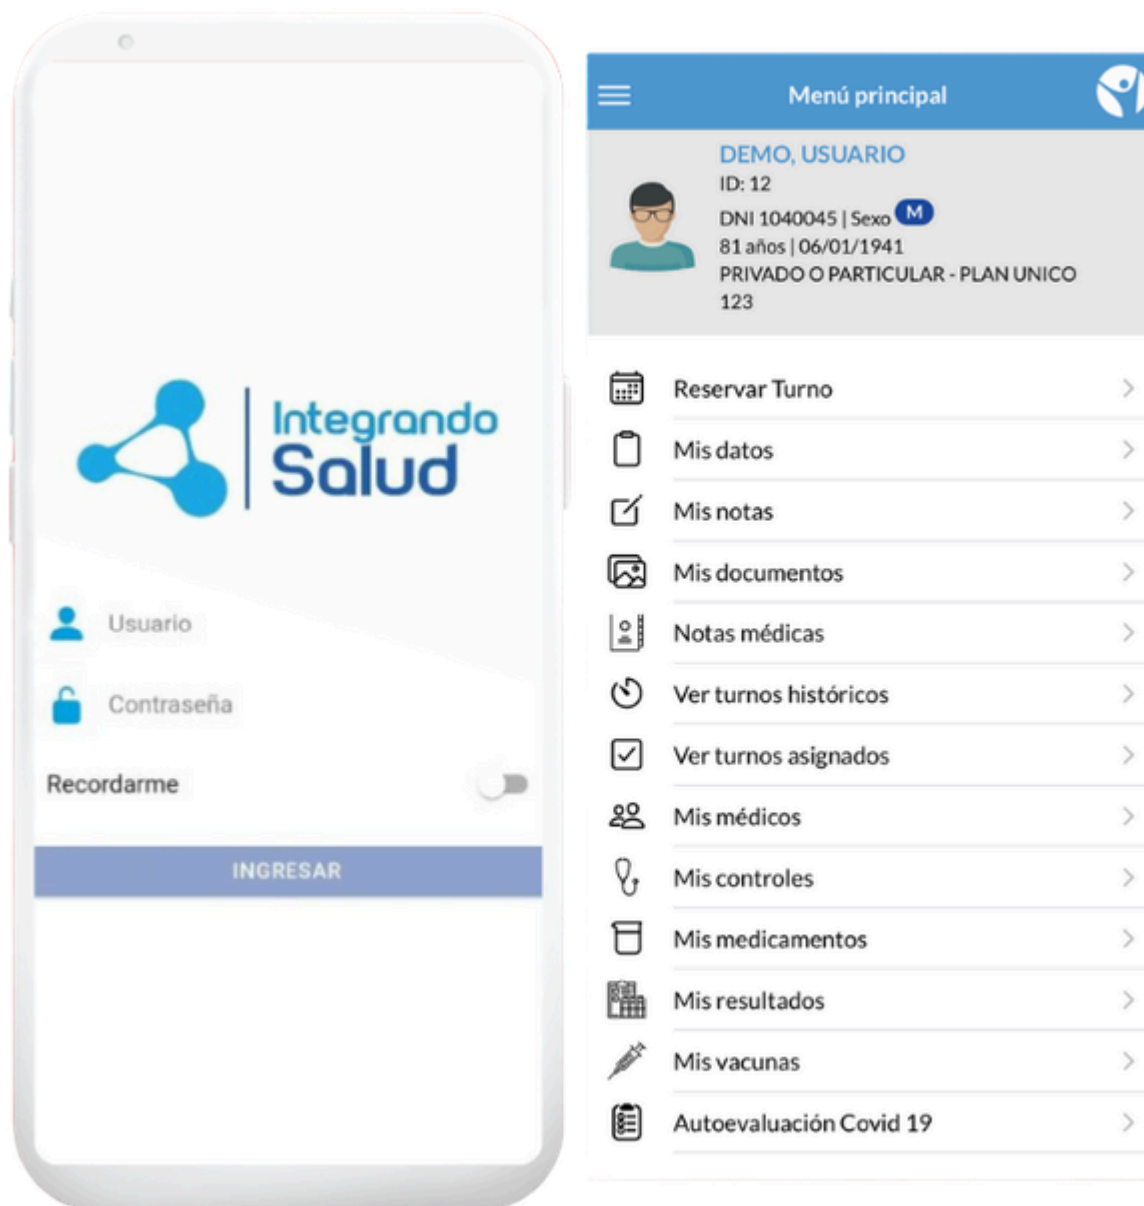 Integrando
Salud
Usuario
Contraseña
Recordarme
INGRESAR
Menú principal
DEMO, USUARIO
ID: 12
DNI 1040045 | Sexo M
81 años | 06/01/1941
PRIVADO O PARTICULAR - PLAN UNICO
123
Reservar Turno
Mis datos
Mis notas
Mis documentos
Notas médicas
Ver turnos históricos
Ver turnos asignados
Mis médicos
Mis controles
Mis medicamentos
Mis resultados
Mis vacunas
Autoevaluación Covid 19